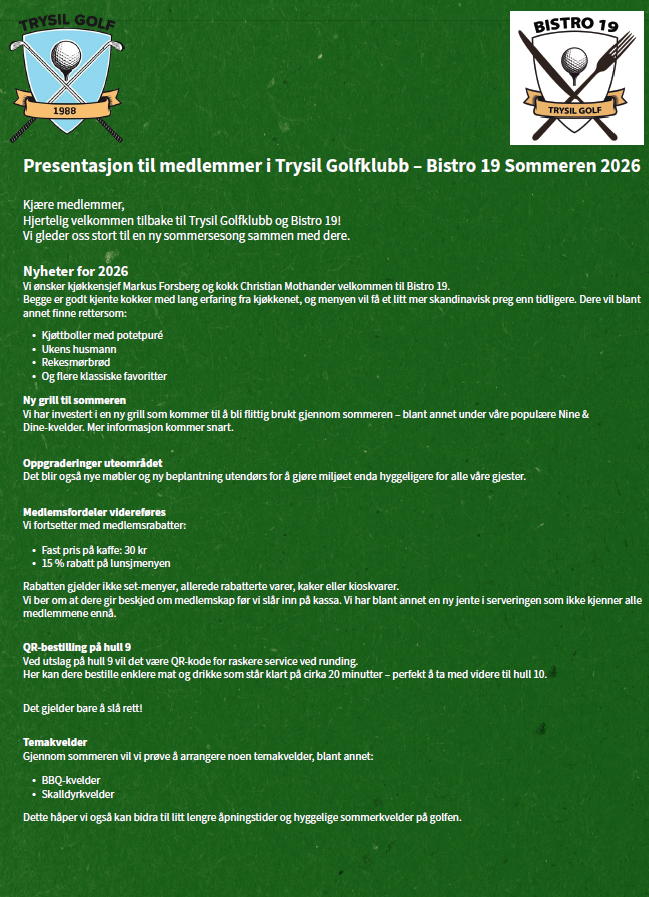 TRYSIL GOLF
1988
BISTRO 19
TRYSIL GOLF
Presentasjon til medlemmer i Trysil Golfklubb – Bistro 19 Sommeren 2026
Kjære medlemmer,
Hjertelig velkommen tilbake til Trysil Golfklubb og Bistro 19!
Vi gleder oss stort til en ny sommersesong sammen med dere.
Nyheter for 2026
Vi ønsker kjøkkensjef Markus Forsberg og kokk Christian Mothander velkommen til Bistro 19.
Begge er godt kjente kokker med lang erfaring fra kjøkkenet, og menyen vil få et litt mer skandinavisk preg enn tidligere. Dere vil blant
annet finne rettersom:
• Kjøttboller med potetpuré
• Ukens husmann
• Rekesmørbrød
• Og flere klassiske favoritter
Ny grill til sommeren
Vi har investert i en ny grill som kommer til å bli flittig brukt gjennom sommeren – blant annet under våre populære Nine &
Dine-kvelder. Mer informasjon kommer snart.
Oppgraderinger uteområdet
Det blir også nye møbler og ny beplantning utendørs for å gjøre miljøet enda hyggeligere for alle våre gjester.
Medlemsfordeler videreføres
Vi fortsetter med medlemsrabatter:
• Fast pris på kaffe: 30 kr
• 15 % rabatt på lunsjmenyen
Rabatten gjelder ikke set-menyer, allerede rabatterte varer, kaker eller kioskvarer.
Vi ber om at dere gir beskjed om medlemskap før vi slår inn på kassa. Vi har blant annet en ny jente i serveringen som ikke kjenner alle
medlemmene ennå.
QR-bestilling på hull 9
Ved utslag på hull 9 vil det være QR-kode for raskere service ved runding.
Her kan dere bestille enklere mat og drikke som står klart på cirka 20 minutter – perfekt å ta med videre til hull 10.
Det gjelder bare å slå rett!
Temakvelder
Gjennom sommeren vil vi prøve å arrangere noen temakvelder, blant annet:
• BBQ-kvelder
• Skalldyrkvelder
Dette håper vi også kan bidra til litt lengre åpningstider og hyggelige sommerkvelder på golfen.